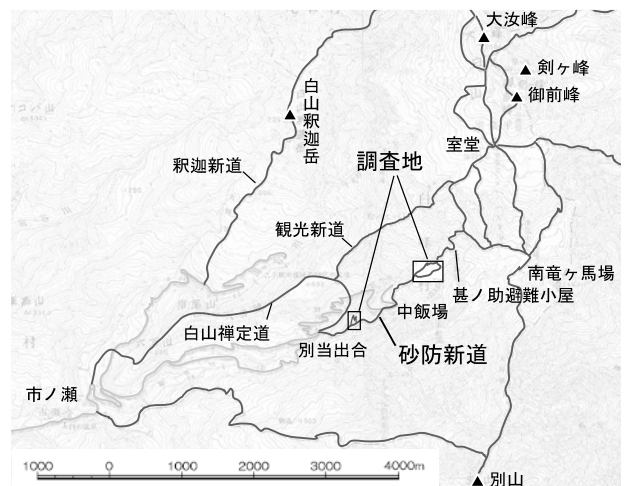 大汝峰
剣ヶ峰
御前峰
白山釈迦岳
室堂
調査地
釈迦新道
観光新道
南竜ヶ馬場
甚ノ助避難小屋
中飯場
白山禅定道
別当出合
砂防新道
市ノ瀬
1000 0 1000 2000 3000 4000m
別山